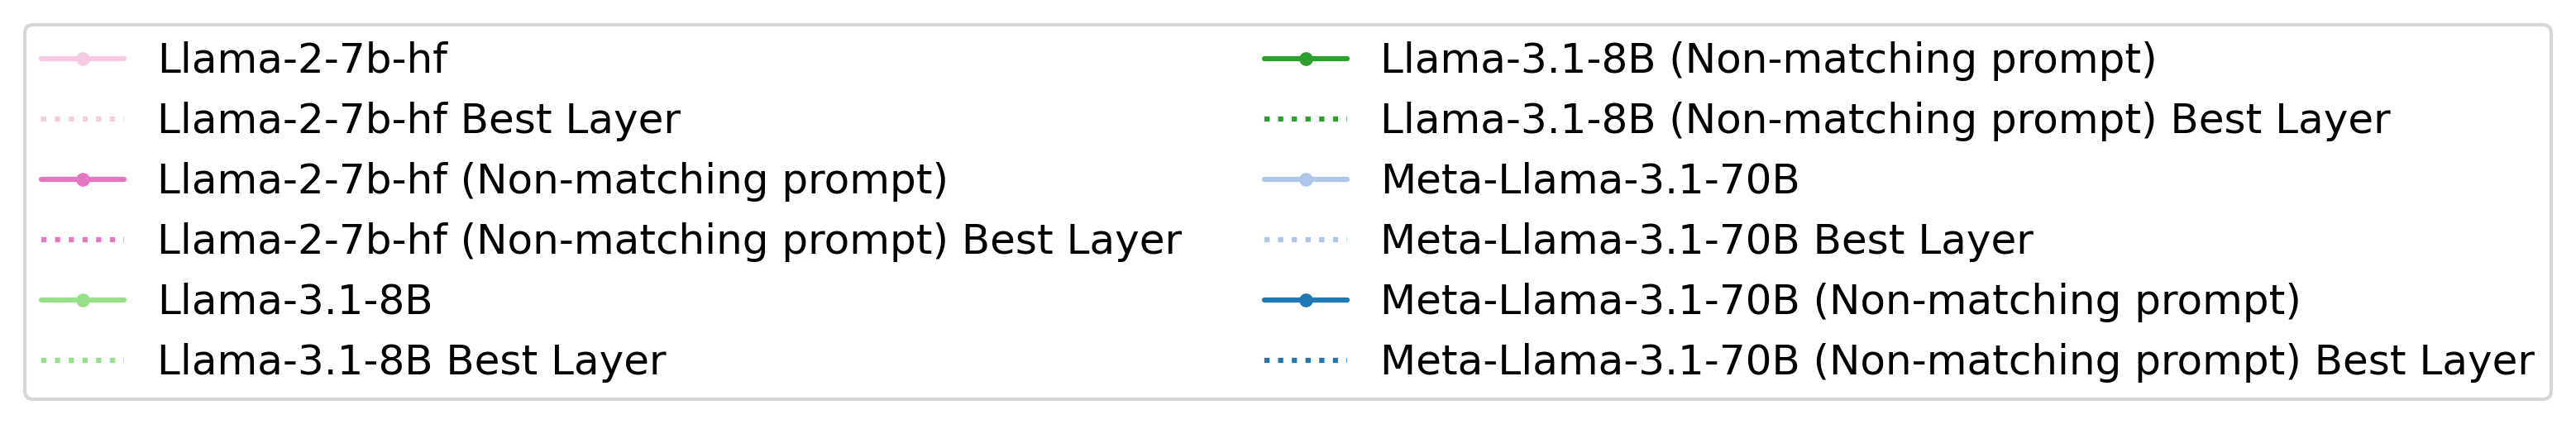 Llama-2-7b-hf
Llama-2-7b-hf Best Layer
Llama-2-7b-hf (Non-matching prompt)
Llama-2-7b-hf (Non-matching prompt) Best Layer
Llama-3.1-8B
Llama-3.1-8B Best Layer
Llama-3.1-8B (Non-matching prompt)
Llama-3.1-8B (Non-matching prompt) Best Layer
Meta-Llama-3.1-70B
Meta-Llama-3.1-70B Best Layer
Meta-Llama-3.1-70B (Non-matching prompt)
Meta-Llama-3.1-70B (Non-matching prompt) Best Layer